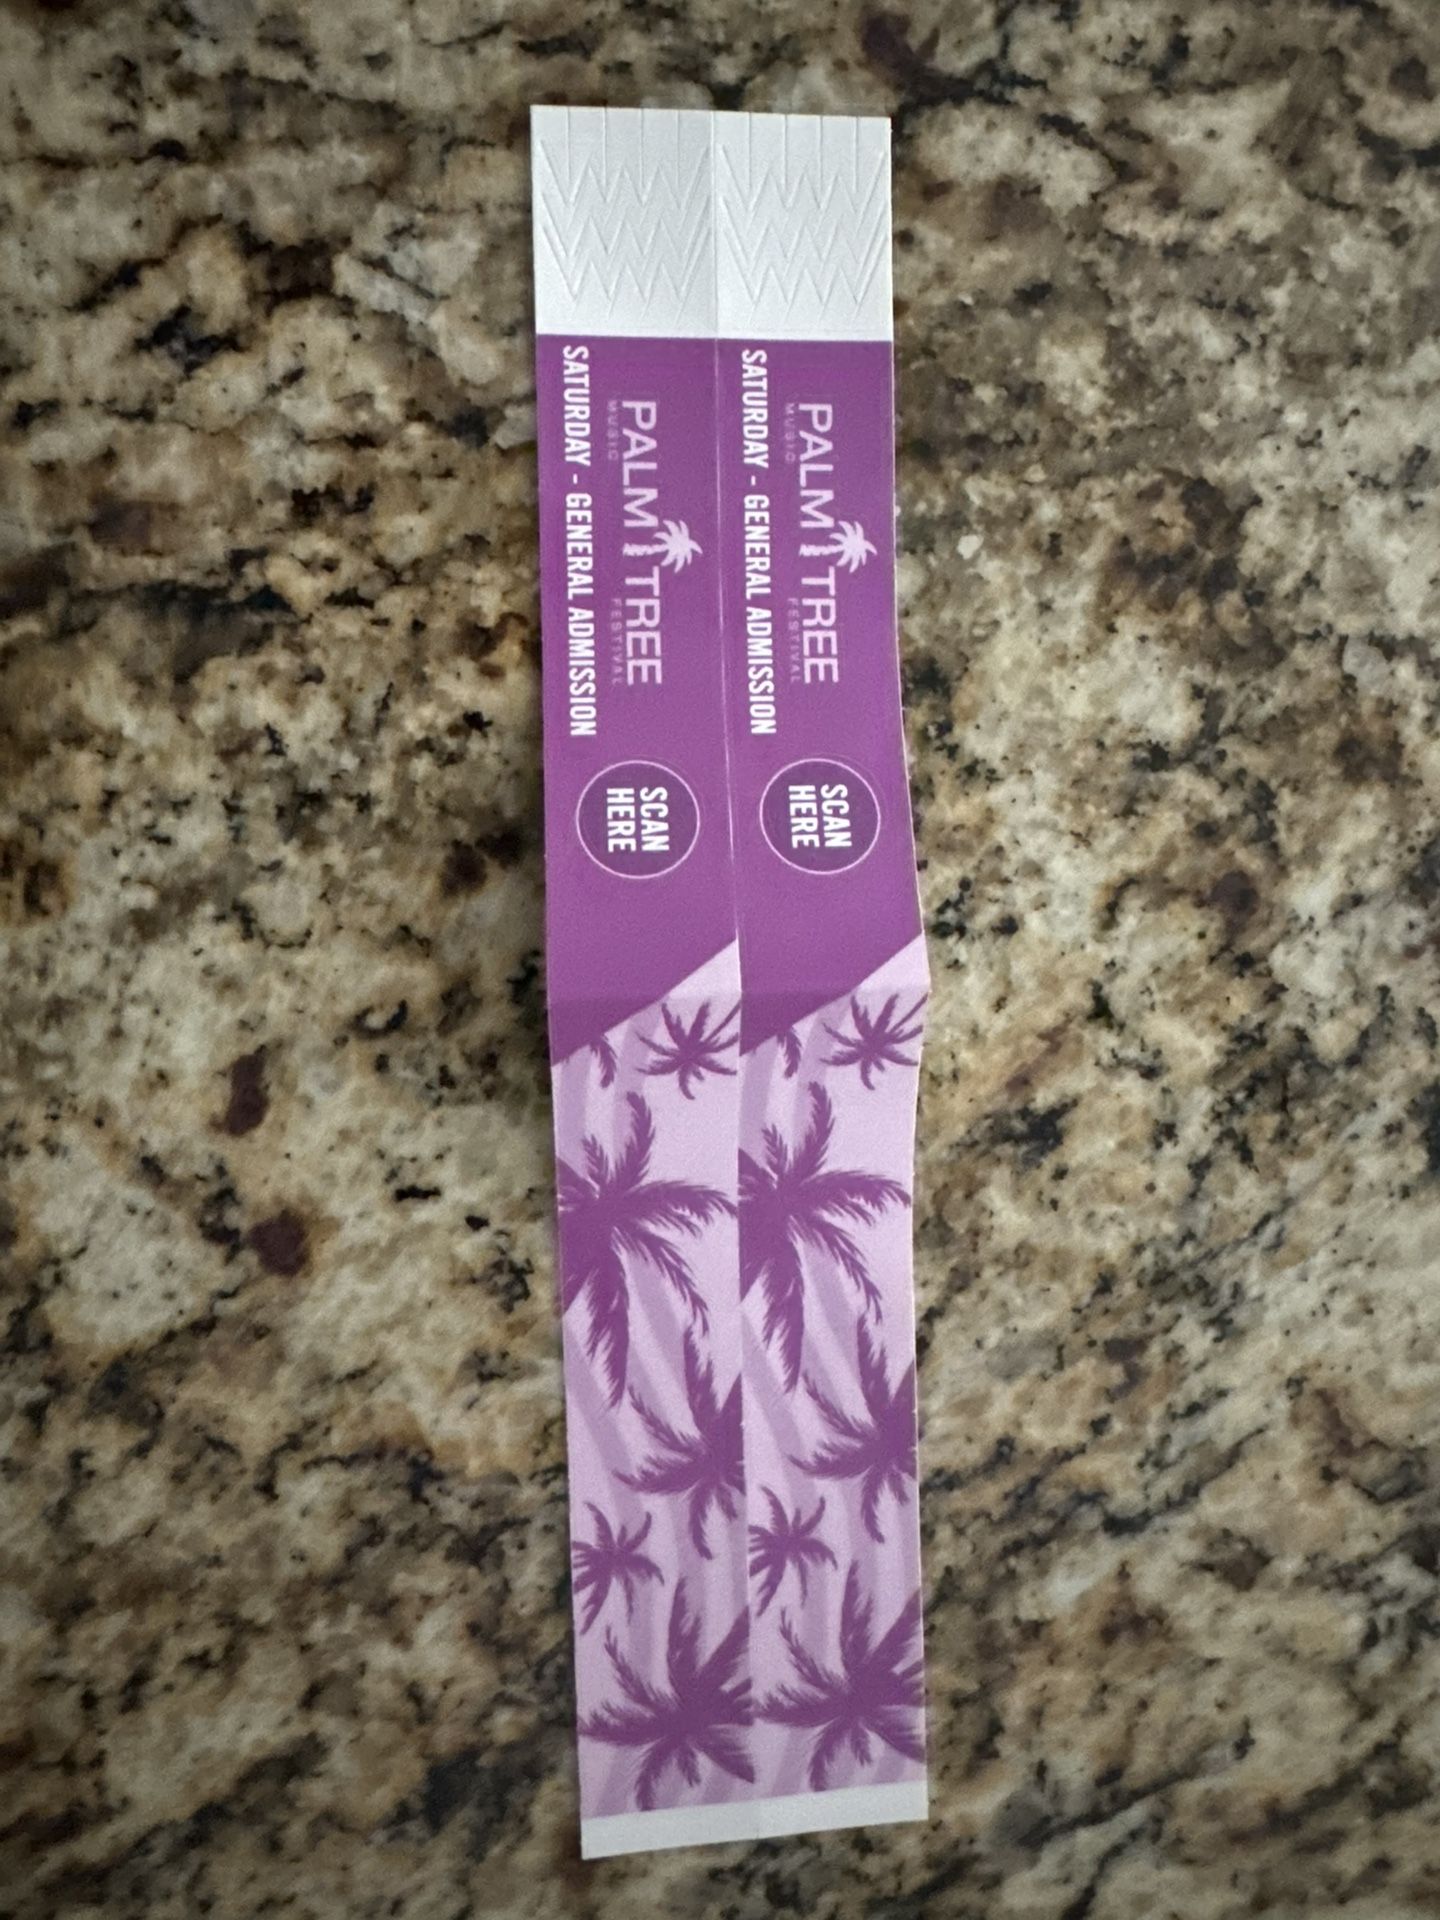 PALM TREE
MUSIC FESTIVAL
SATURDAY - GENERAL ADMISSION
SCAN
HERE
PALM TREE
MUSIC FESTIVAL
SATURDAY - GENERAL ADMISSION
SCAN
HERE